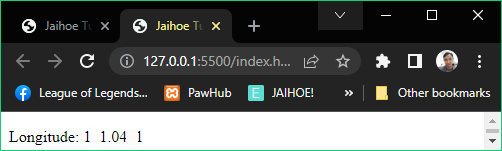 Jaihoe Tu Jaihoe Tu
127.0.0.1:5500/index.h...
League of Legends... PawHub JAIHOE! » Other bookmarks
Longitude: 1 1.04 1